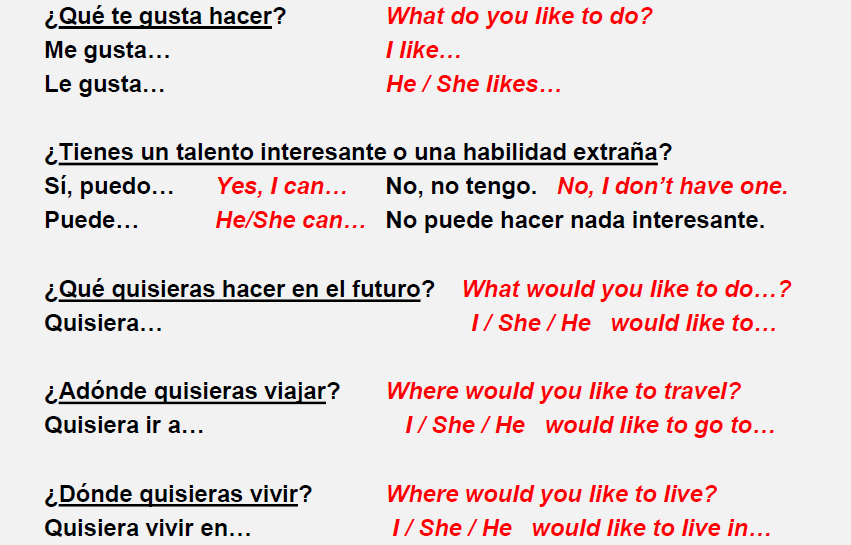 ¿Qué te gusta hacer? What do you like to do?
Me gusta… I like…
Le gusta… He / She likes…
¿Tienes un talento interesante o una habilidad extraña?
Sí, puedo… Yes, I can… No, no tengo. No, I don’t have one.
Puede… He/She can… No puede hacer nada interesante.
¿Qué quisieras hacer en el futuro? What would you like to do…?
Quisiera… I / She / He would like to…
¿Adónde quisieras viajar? Where would you like to travel?
Quisiera ir a… I / She / He would like to go to…
¿Dónde quisieras vivir? Where would you like to live?
Quisiera vivir en… I / She / He would like to live in…